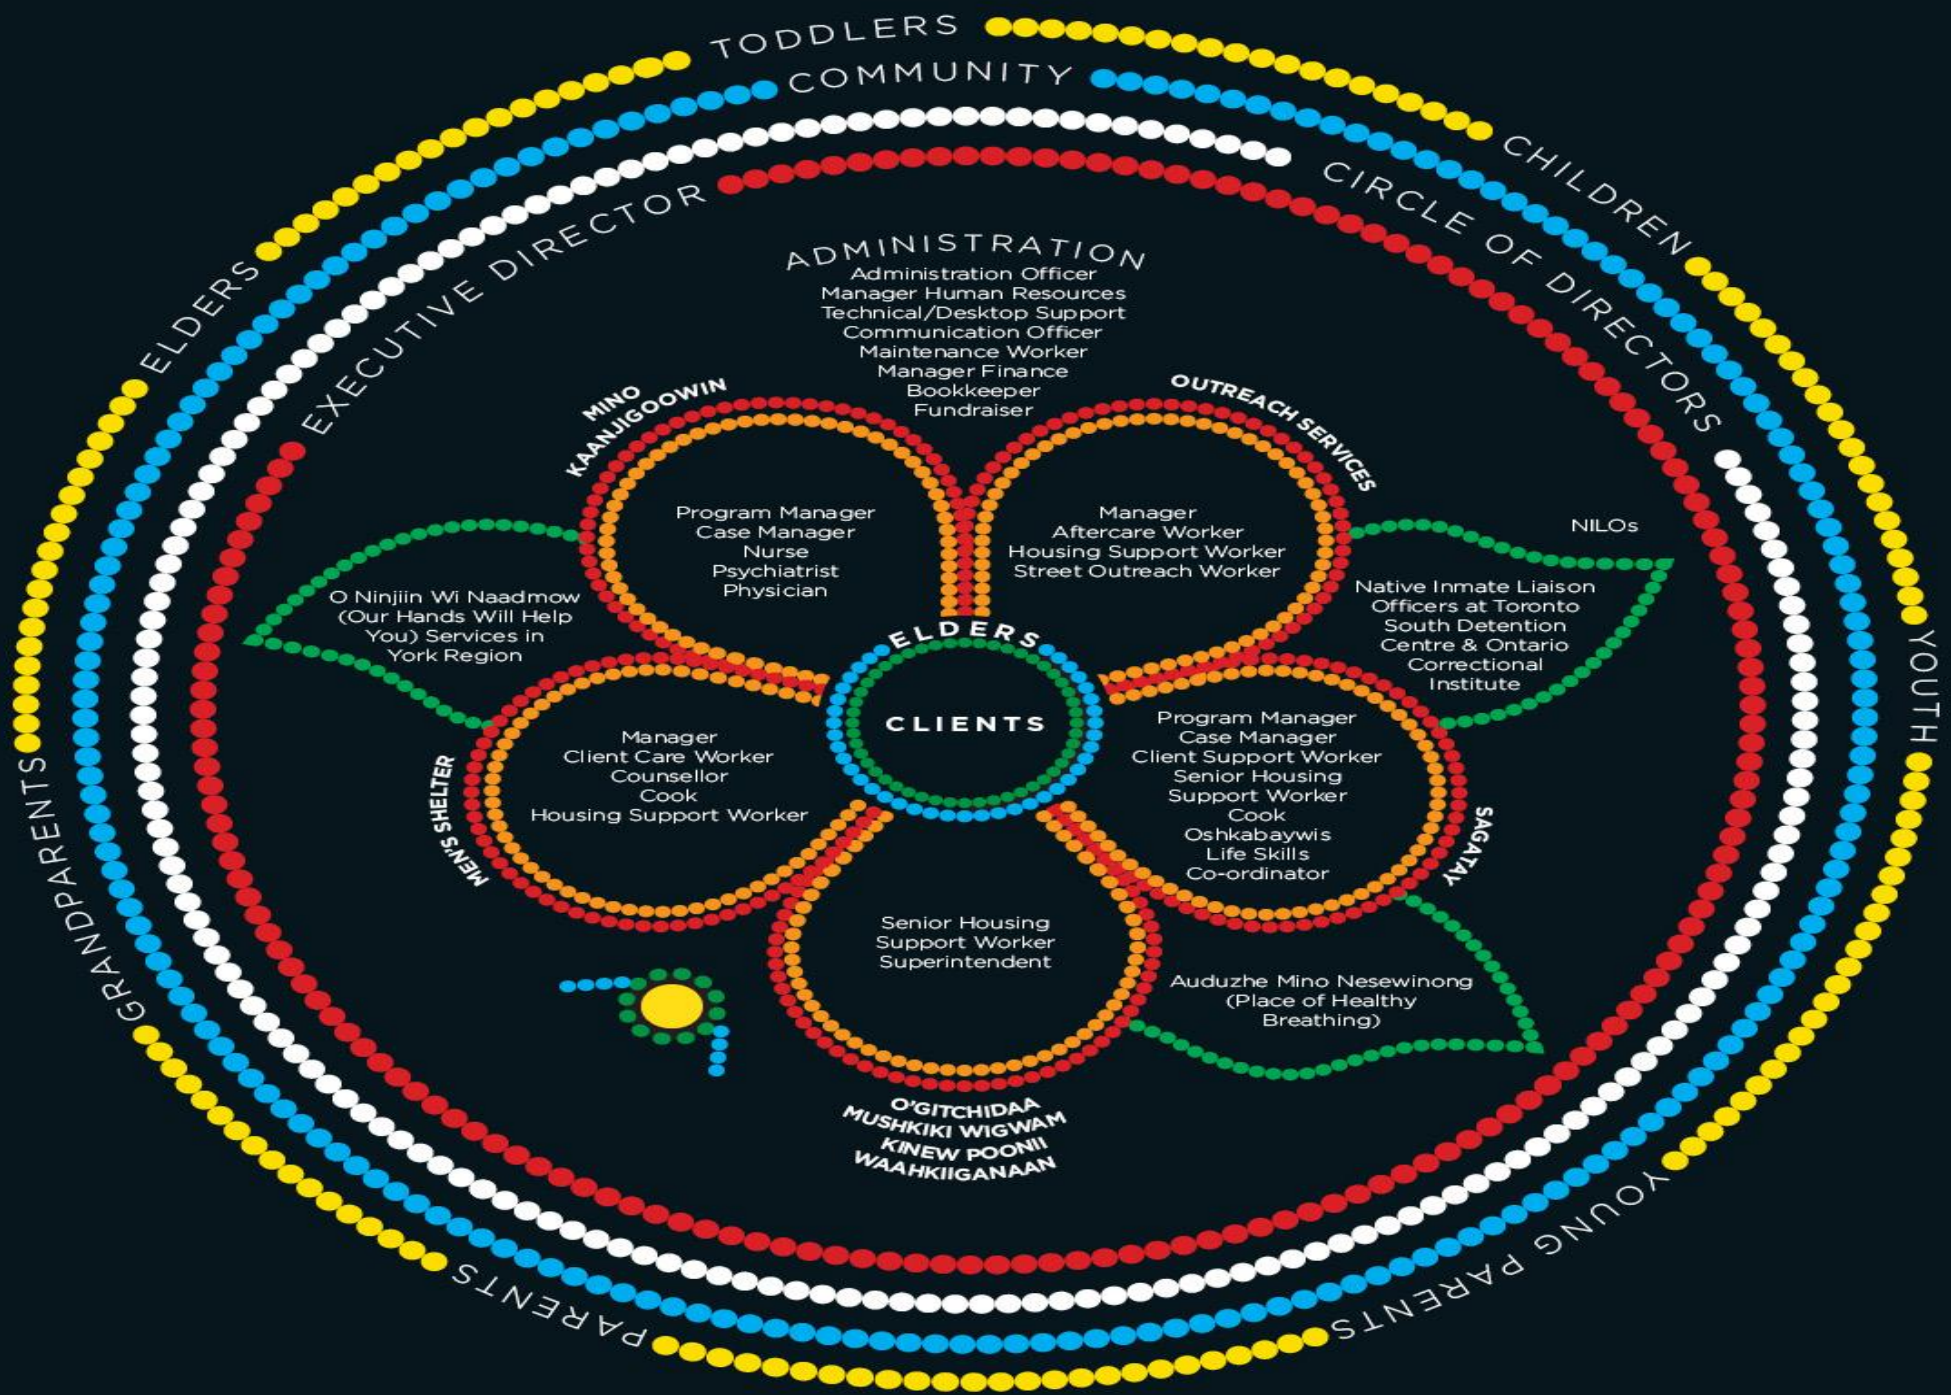 TODDLERS
COMMUNITY
CHILDREN
CIRCLE OF DIRECTORS
EXECUTIVE DIRECTOR
ELDERS
ADMINISTRATION
Administration Officer
Manager Human Resources
Technical/Desktop Support
Communication Officer
Maintenance Worker
Manager Finance
Bookkeeper
Fundraiser
MINO
KAANJIGOOWIN
Program Manager
Case Manager
Nurse
Psychiatrist
Physician
OUTREACH SERVICES
Manager
Aftercare Worker
Housing Support Worker
Street Outreach Worker
NILOs
Native Inmate Liaison
Officers at Toronto
South Detention
Centre & Ontario
Correctional
Institute
O Ninjiin Wi Naadmow
(Our Hands Will Help
You) Services in
York Region
ELDERS
CLIENTS
MEN'S SHELTER
Manager
Client Care Worker
Counsellor
Cook
Housing Support Worker
Program Manager
Case Manager
Client Support Worker
Senior Housing
Support Worker
Cook
Oshkabaywis
Life Skills
Co-ordinator
SAGATAY
Senior Housing
Support Worker
Superintendent
Auduzhe Mino Nesewinong
(Place of Healthy
Breathing)
O'GITCHIDAA
MUSHKIKI WIGWAM
KINEW POONII
WAAHKIIGANAAN
YOUTH
YOUNG PARENTS
PARENTS
GRANDPARENTS